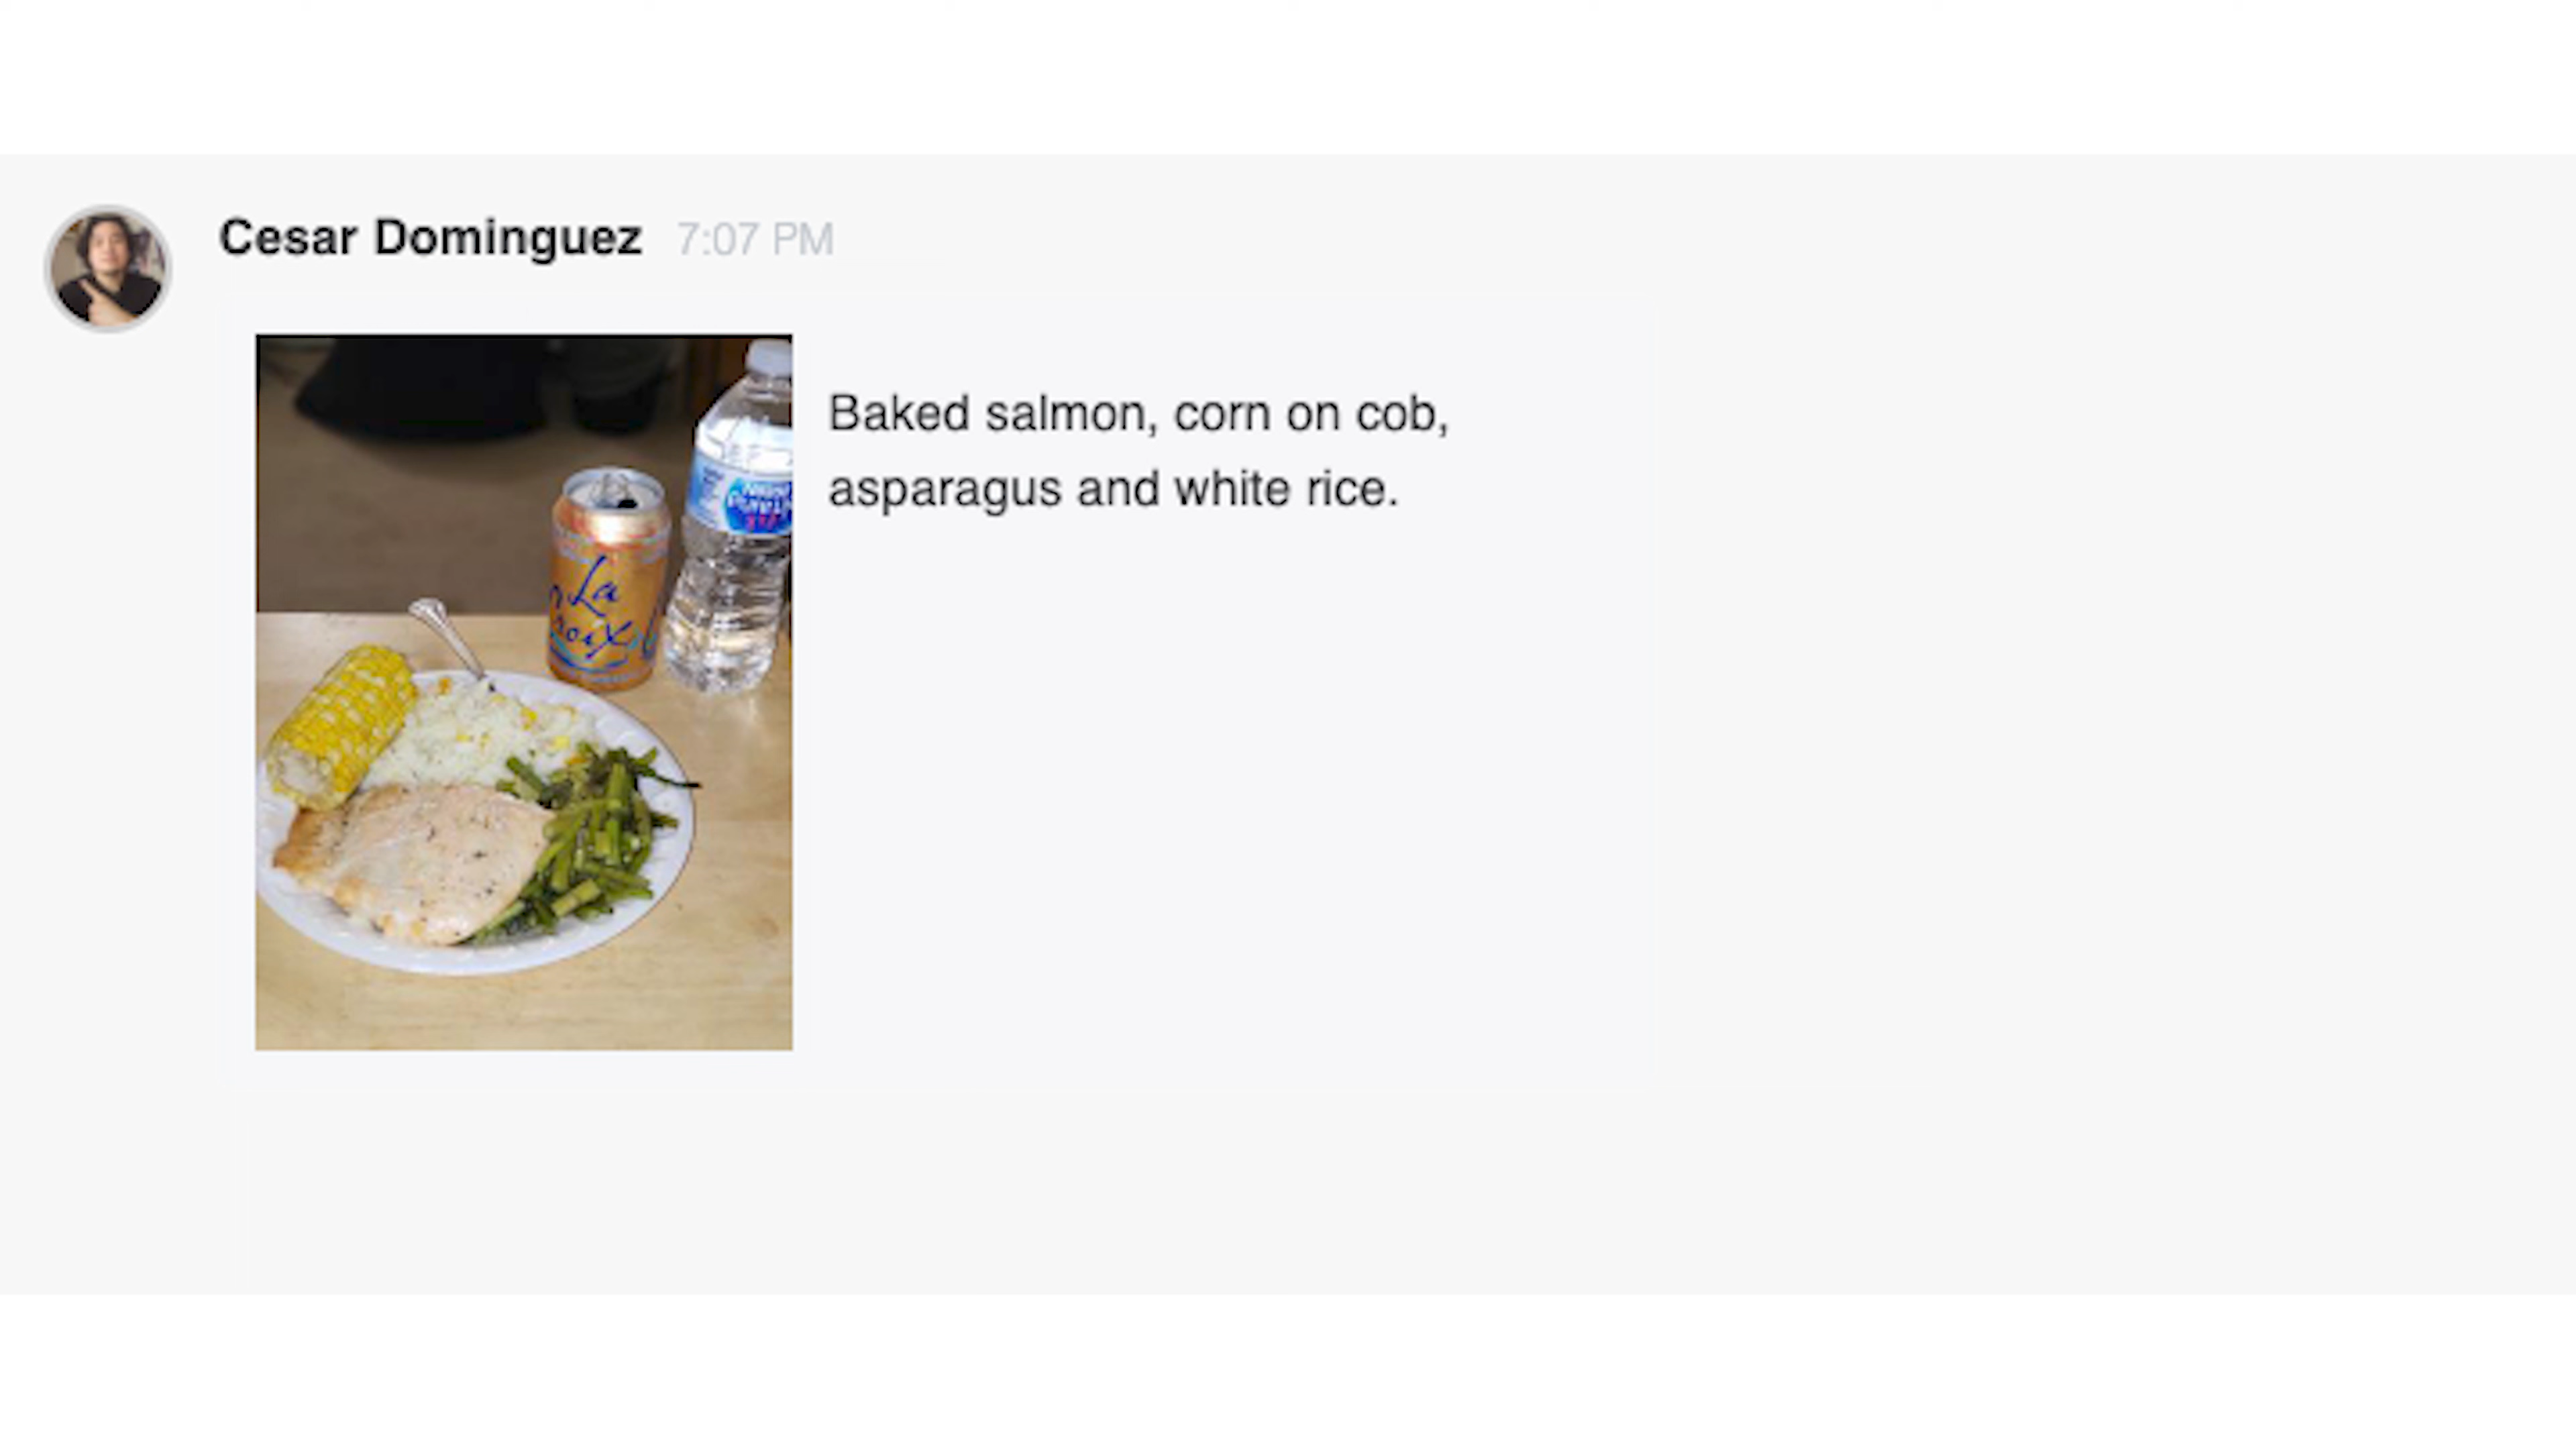 Cesar Dominguez 7:07 PM
Baked salmon, corn on cob,
asparagus and white rice.
La
Croix